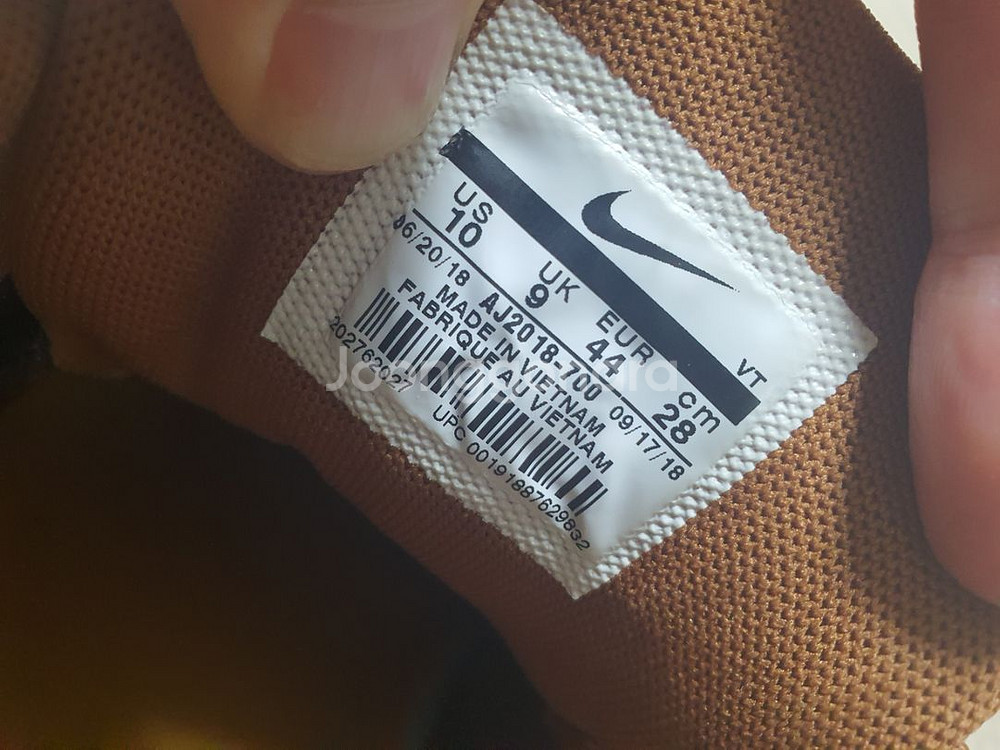 VT
US UK EUR cm
10 9 44 28
06/20/18 AJ2018-700 09/17/18
MADE IN VIETNAM
FABRIQUE AU VIETNAM
UPC 00191887629832